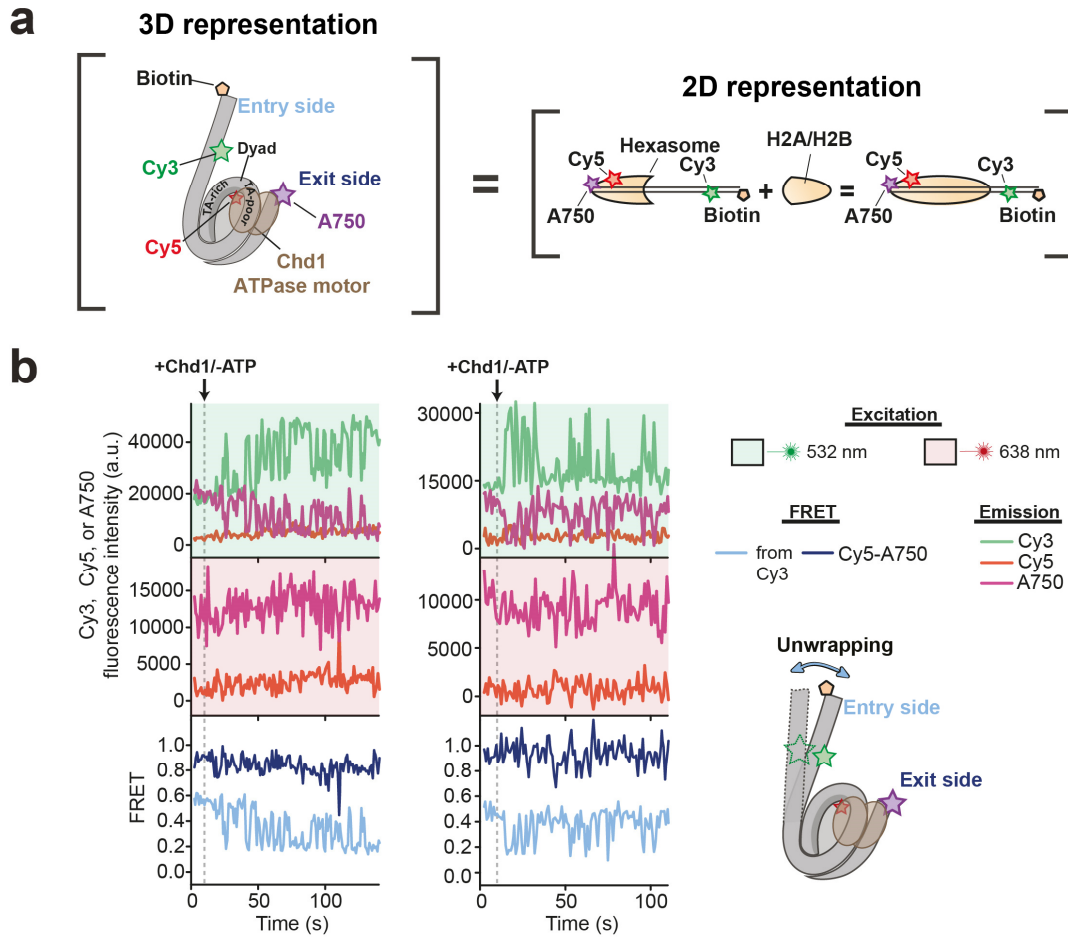 a
3D representation
Biotin
Entry side
Cy3
Dyad
TA-rich
TA-poor
Exit side
A750
Cy5
Chd1
ATPase motor
=
2D representation
Cy5
Hexasome
Cy3
H2A/H2B
Cy5
Cy3
+
=
A750
Biotin
A750
Biotin
b
+Chd1/-ATP
+Chd1/-ATP
Cy3, Cy5, or A750
fluorescence intensity (a.u.)
40000
20000
0
15000
10000
5000
0
FRET
1.0
0.8
0.6
0.4
0.2
0.0
0
50
100
Time (s)
30000
15000
0
10000
5000
0
1.0
0.8
0.6
0.4
0.2
0.0
0
50
100
Time (s)
Excitation
532 nm
638 nm
FRET
from
Cy3
Cy5-A750
Emission
Cy3
Cy5
A750
Unwrapping
Entry side
Exit side